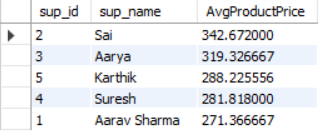 sup_id sup_name AvgProductPrice
2 Sai 342.672000
3 Aarya 319.326667
5 Karthik 288.225556
4 Suresh 281.818000
1 Aarav Sharma 271.366667